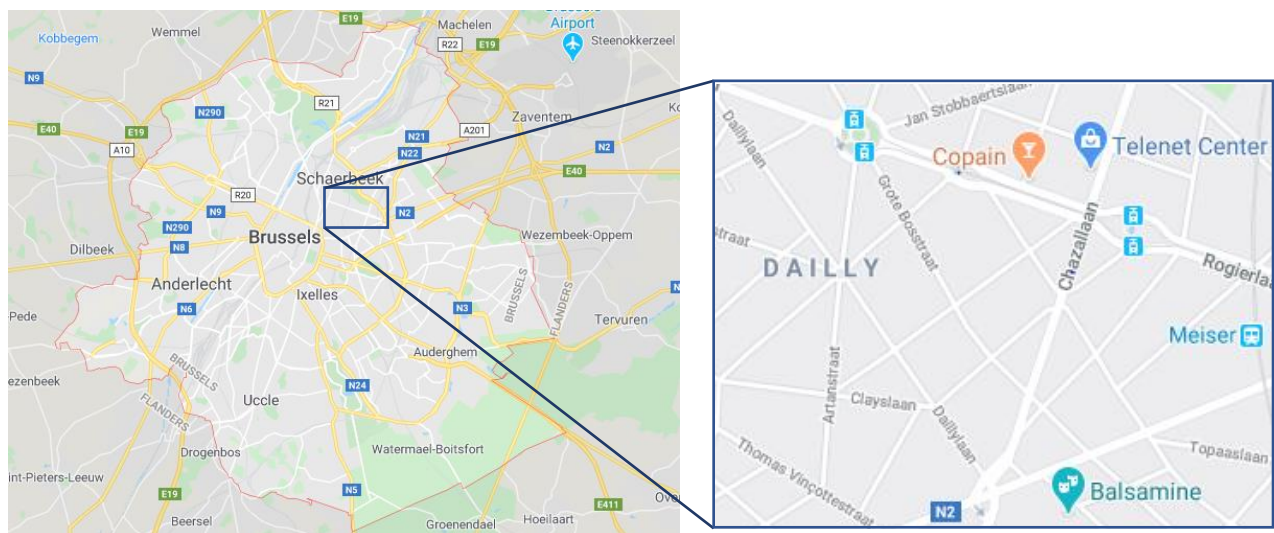 E19
Machelen
Brussels
Airport
Kobbegem
Wemmel
R22
E19
Steenokkerzeel
N9
R21
N290
Zaventem
E40
E19
A10
N21
A201
N22
N2
E40
Schaerbeek
R20
N9
N2
N290
N8
Brussels
Wezembeek-Oppem
Dilbeek
Anderlecht
Ixelles
BRUSSELS
FLANDERS
N6
N3
-Pede
Tervuren
Auderghem
BRUSSELS
FLANDERS
ezenbeek
N24
Uccle
Drogenbos
Watermael-Boitsfort
int-Pieters-Leeuw
E19
N5
E411
Beersel
Groenendael
Hoeilaart
Jan Stobbaertslaan
Daillylaan
Copain
Telenet Center
Grote Bosstraat
straat
Chazallaan
DAILLY
Rogierla
Meiser
Artanstraat
Clayslaan
Daillylaan
Thomas Vinçottestraat
Topaaslaan
Balsamine
N2